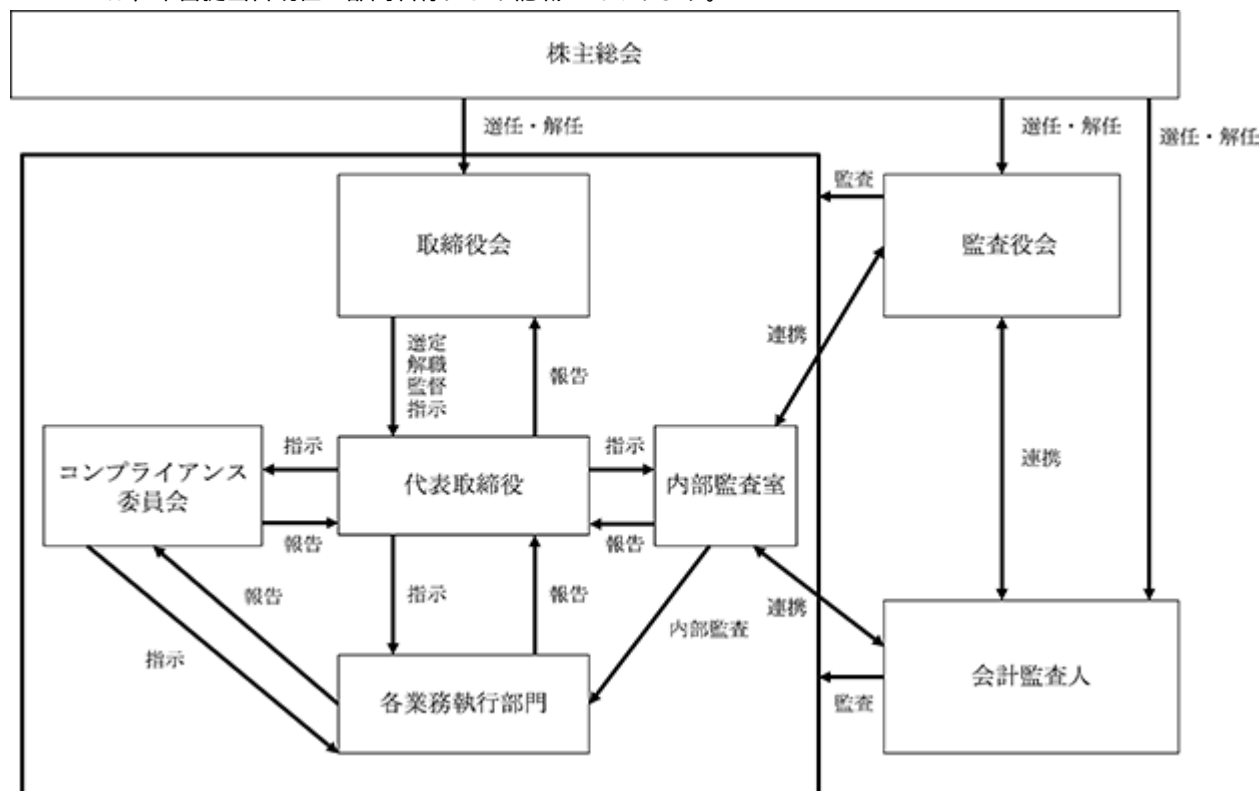 株主総会
選任・解任
選任・解任
選任・解任
監査
取締役会
監査役会
選定
解職
監督
指示
報告
連携
連携
コンプライアンス
委員会
指示
報告
代表取締役
指示
報告
内部監査室
報告
指示
指示
報告
内部監査
連携
各業務執行部門
監査
会計監査人